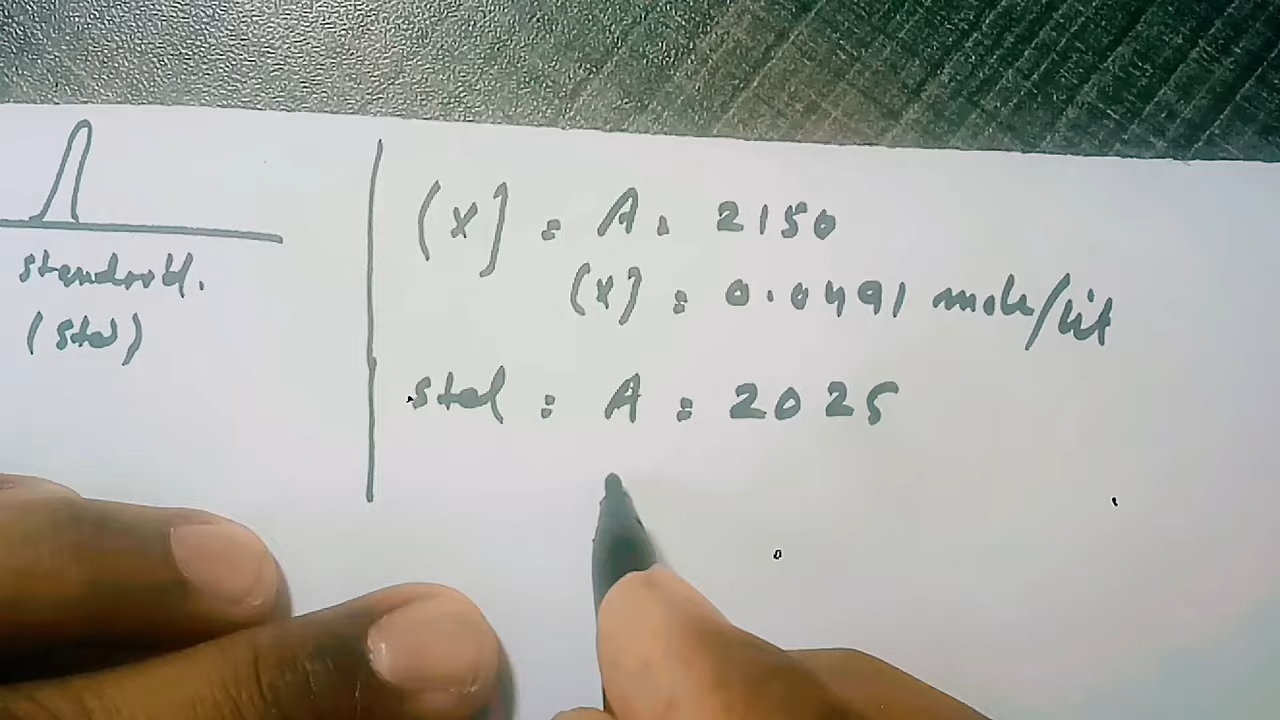 standard.
(std)
[x] = A = 2150
[x] = 0.0491 mole/lit
std = A = 2025